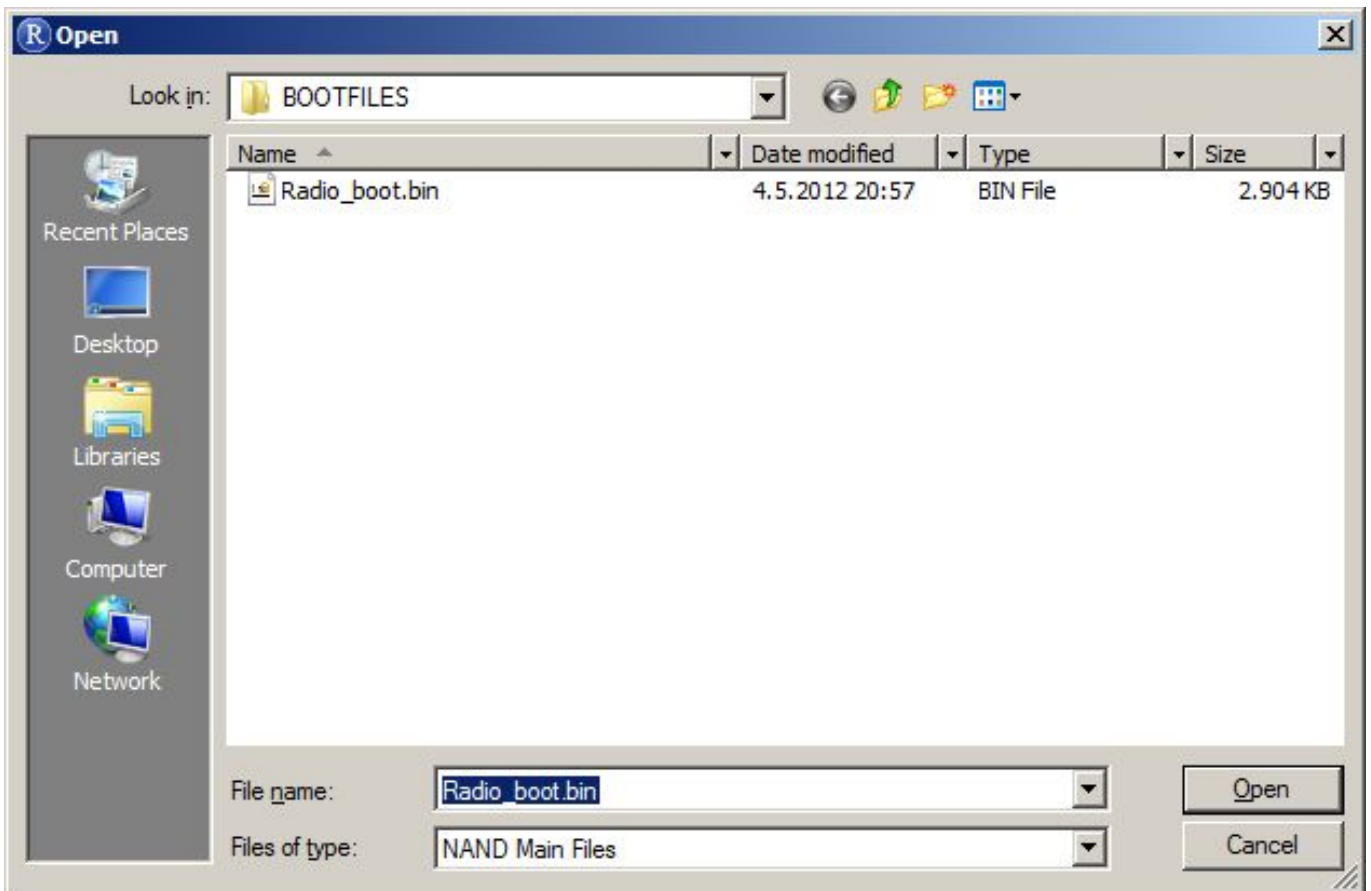 R Open
Look in: BOOTFILES
Name Date modified Type Size
Radio_boot.bin 4.5.2012 20:57 BIN File 2.904 KB
Recent Places
Desktop
Libraries
Computer
Network
File name: Radio_boot.bin Open
Files of type: NAND Main Files Cancel